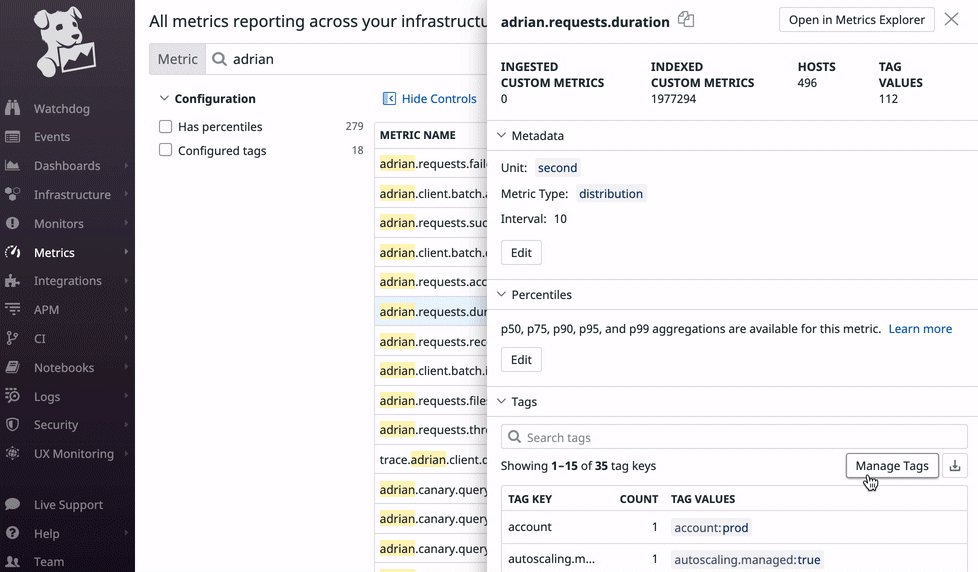 Watchdog
Events
Dashboards
Infrastructure
Monitors
Metrics
Integrations
APM
CI
Notebooks
Logs
Security
UX Monitoring
Live Support
Help
Team
All metrics reporting across your
Metric
adrian
Configuration
Has percentiles 279
Configured tags 18
Hide Controls
METRIC NAME
adrian.requests.faile
adrian.client.batch.
adrian.requests.suc
adrian.client.batch.
adrian.requests.acc
adrian.requests.dur
adrian.requests.rec
adrian.client.batch.i
adrian.requests.file
adrian.requests.thr
trace.adrian.client.
adrian.canary.query
adrian.canary.query
adrian.canary.query
adrian.requests.duration
Open in Metrics Explorer
INGESTED CUSTOM METRICS
0
INDEXED CUSTOM METRICS
1977294
HOSTS
496
TAG VALUES
112
Metadata
Unit: second
Metric Type: distribution
Interval: 10
Edit
Percentiles
p50, p75, p90, p95, and p99 aggregations are available for this metric. Learn more
Edit
Tags
Search tags
Showing 1–15 of 35 tag keys
Manage Tags
TAG KEY COUNT TAG VALUES
account 1 account:prod
autoscaling.m... 1 autoscaling.managed:true